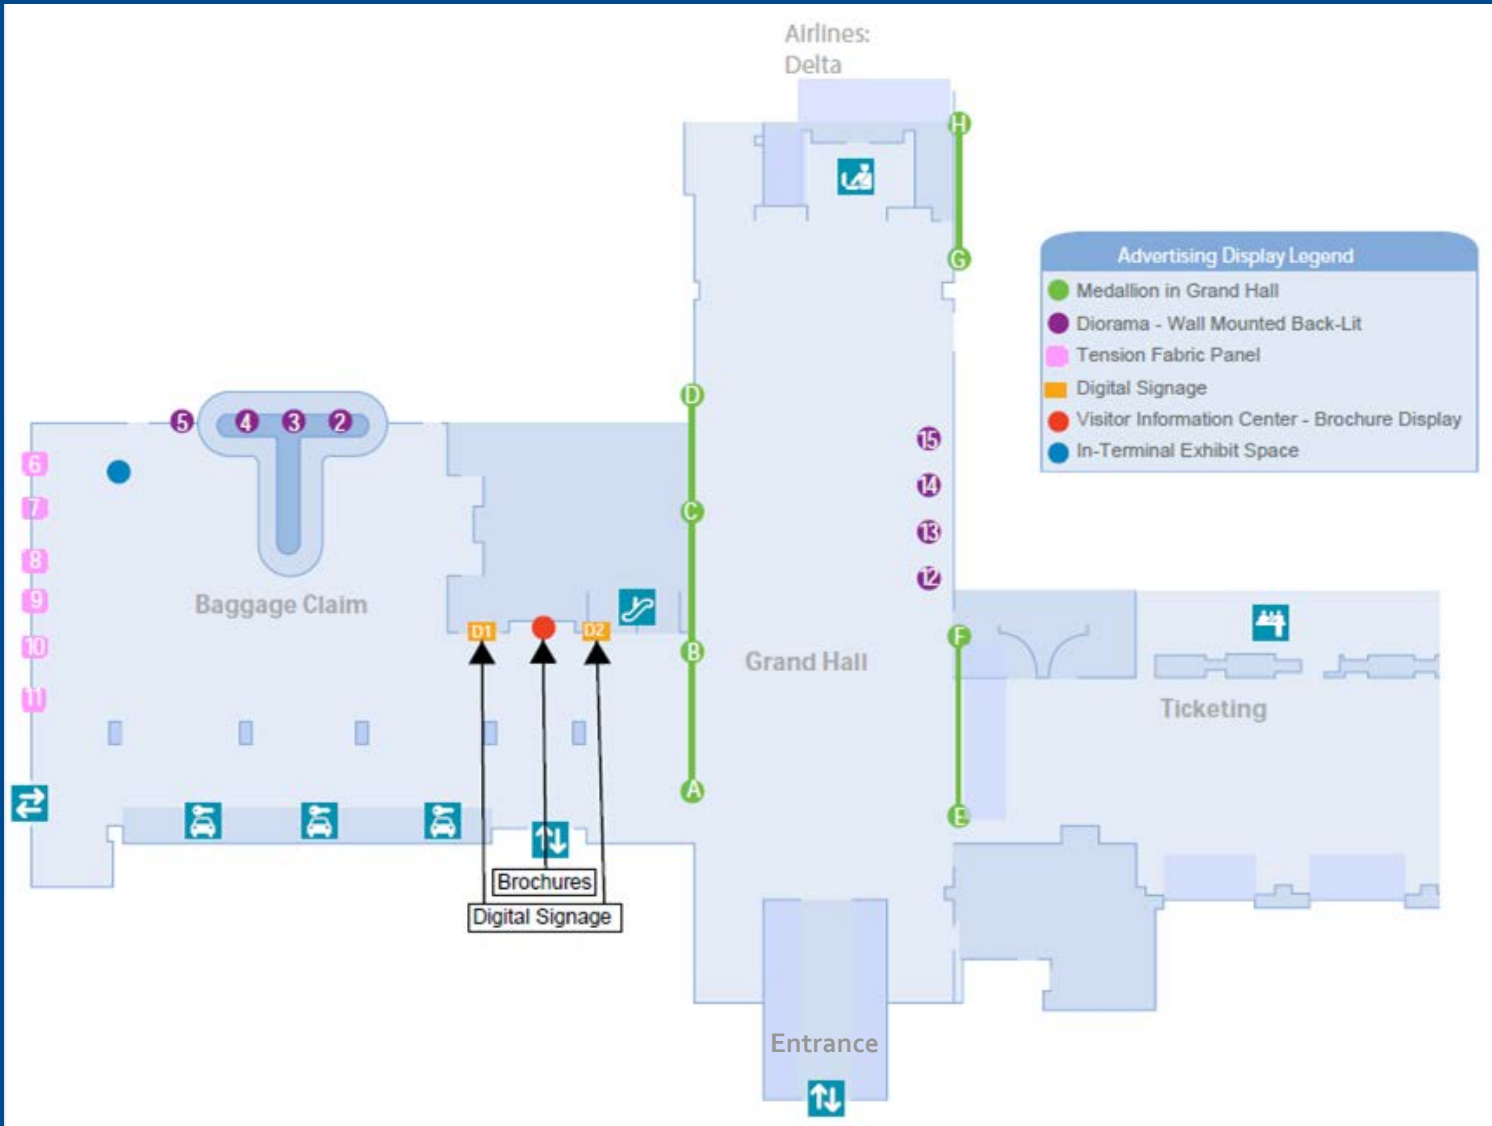 Airlines:
Delta
H
G
Advertising Display Legend
Medallion in Grand Hall
Diorama - Wall Mounted Back-Lit
Tension Fabric Panel
Digital Signage
Visitor Information Center - Brochure Display
In-Terminal Exhibit Space
D
5 4 3 2
15
6
14
7
C
13
8
12
9
Baggage Claim
D1
D2
F
10
B
Grand Hall
11
Ticketing
A
E
Brochures
Digital Signage
Entrance